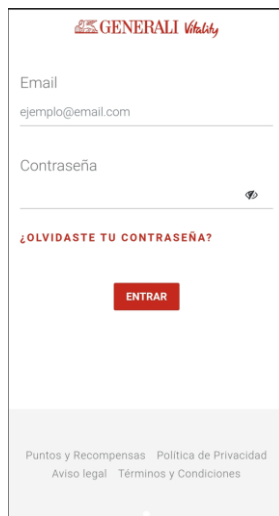 GENERALI Vitality
Email
ejemplo@email.com
Contraseña
¿OLVIDASTE TU CONTRASEÑA?
ENTRAR
Puntos y Recompensas Política de Privacidad
Aviso legal Términos y Condiciones